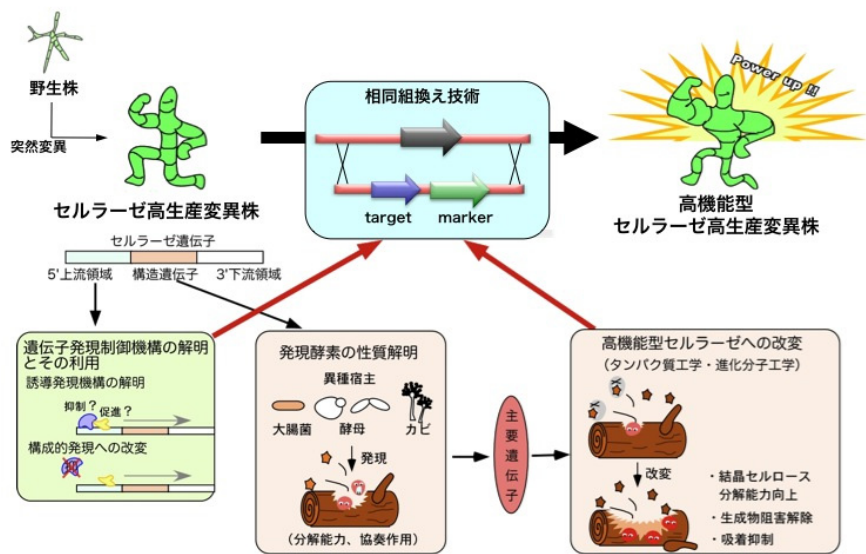 野生株
突然変異
セルラーゼ高生産変異株
相同組換え技術
target
marker
Power up !!
高機能型
セルラーゼ高生産変異株
セルラーゼ遺伝子
5'上流領域
構造遺伝子
3'下流領域
遺伝子発現制御機構の解明
とその利用
誘導発現機構の解明
抑制？
促進？
構成的発現への改変
発現酵素の性質解明
異種宿主
大腸菌
酵母
カビ
発現
(分解能力、協奏作用)
主要遺伝子
高機能型セルラーゼへの改変
(タンパク質工学・進化分子工学)
改変
・結晶セルロース
分解能力向上
・生成物阻害解除
・吸着抑制